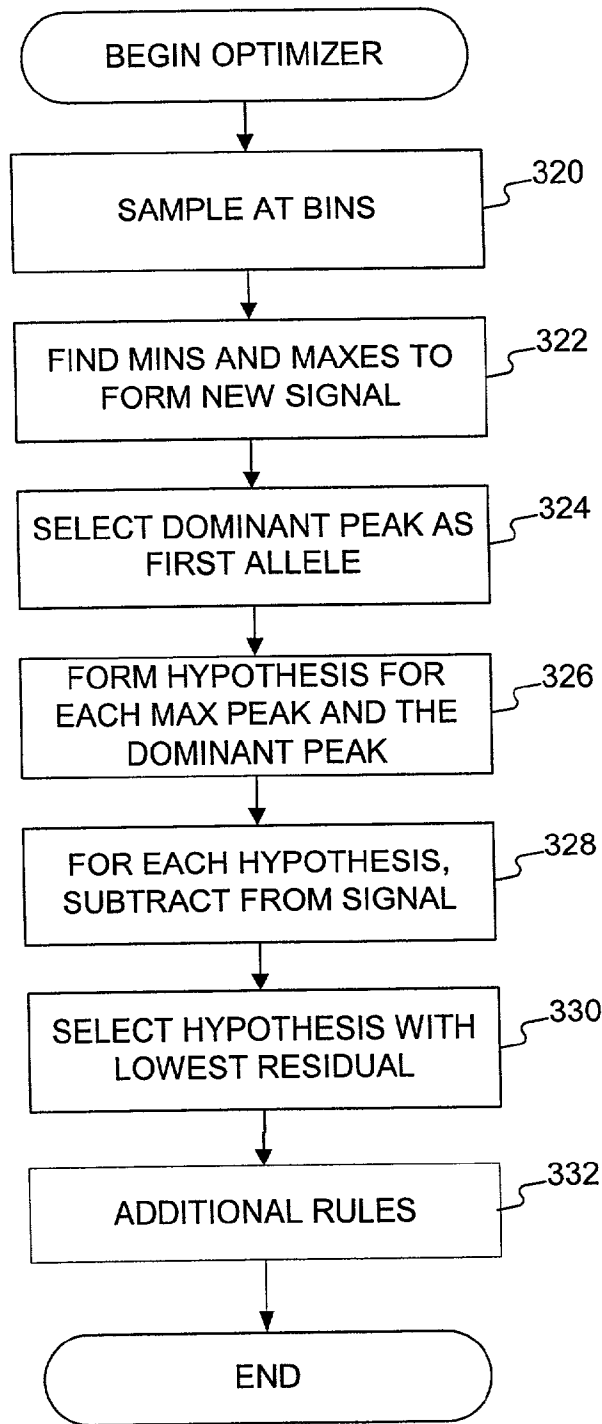 BEGIN OPTIMIZER
320
SAMPLE AT BINS
322
FIND MINS AND MAXES TO
FORM NEW SIGNAL
324
SELECT DOMINANT PEAK AS
FIRST ALLELE
326
FORM HYPOTHESIS FOR
EACH MAX PEAK AND THE
DOMINANT PEAK
328
FOR EACH HYPOTHESIS,
SUBTRACT FROM SIGNAL
330
SELECT HYPOTHESIS WITH
LOWEST RESIDUAL
332
ADDITIONAL RULES
END